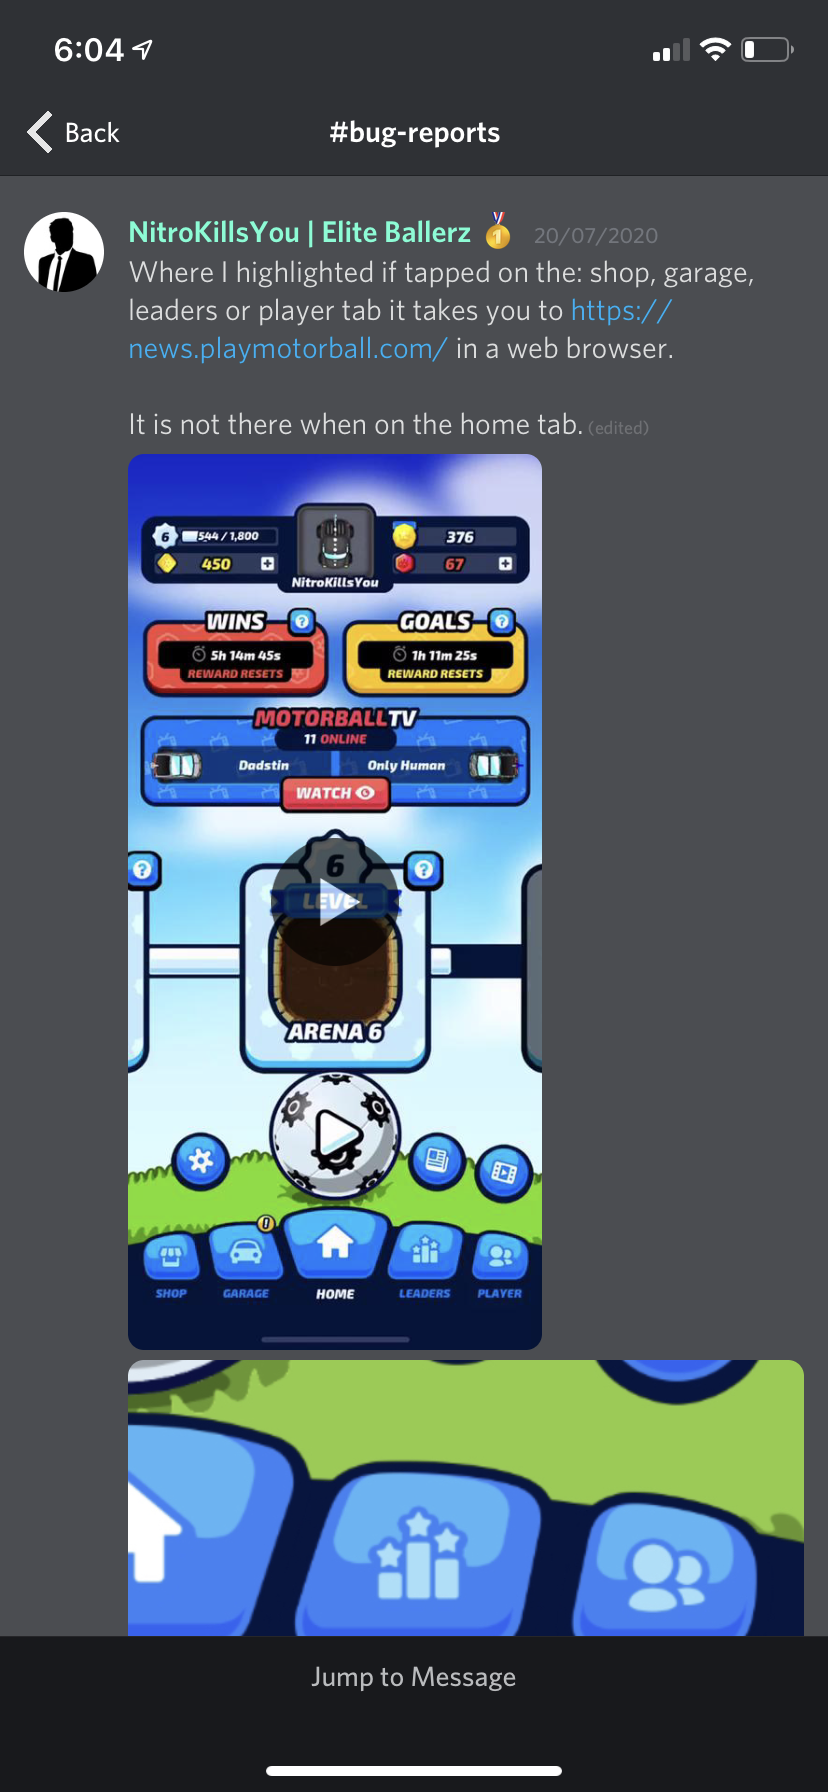 6:04
Back
#bug-reports
NitroKillsYou | Elite Ballerz 20/07/2020
Where I highlighted if tapped on the: shop, garage,
leaders or player tab it takes you to https://
news.playmotorball.com/ in a web browser.
It is not there when on the home tab. (edited)
6 544 / 1,800 376
450 67
NitroKillsYou
WINS ? GOALS ?
5h 14m 45s 1h 11m 25s
REWARD RESETS REWARD RESETS
MOTORBALLTV
11 ONLINE
Dadstin Only Human
WATCH
? 6 ?
LEVEL
ARENA 6
0
SHOP GARAGE HOME LEADERS PLAYER
Jump to Message